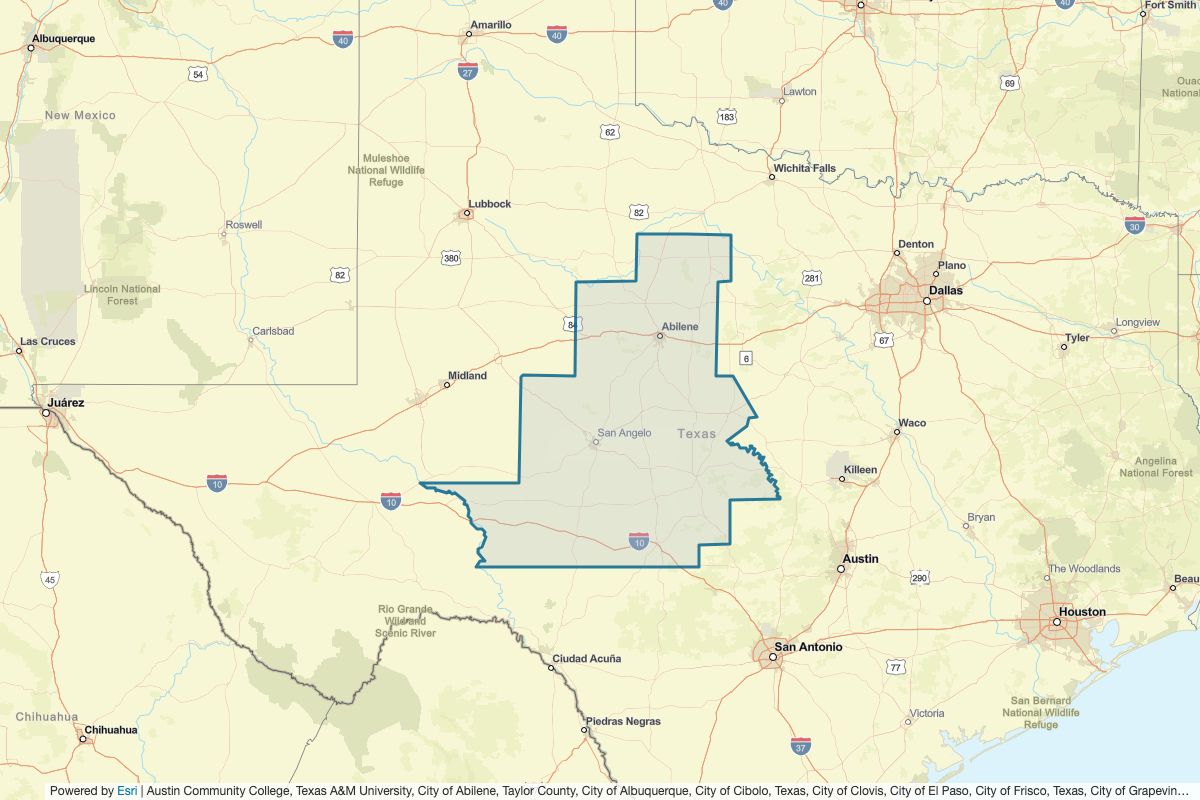 40
Fort Smith
Amarillo
40
40
40
Albuquerque
54
27
69
Ouac
National
Lawton
New Mexico
183
62
Muleshoe
National Wildlife
Refuge
Wichita Falls
Lubbock
82
30
Roswell
Denton
380
Plano
82
281
Lincoln National
Forest
Dallas
84
Abilene
Longview
Carlsbad
Las Cruces
67
Tyler
6
Midland
Juárez
Waco
San Angelo
Texas
Killeen
Angelina
National Forest
10
10
Bryan
10
Austin
The Woodlands
45
290
Beau
Rio Grande
Wild and
Scenic River
Houston
San Antonio
Ciudad Acuña
77
San Bernard
National Wildlife
Refuge
Chihuahua
Victoria
Piedras Negras
Chihuahua
37
Powered by Esri | Austin Community College, Texas A&M University, City of Abilene, Taylor County, City of Albuquerque, City of Cibolo, Texas, City of Clovis, City of El Paso, City of Frisco, Texas, City of Grapevin…